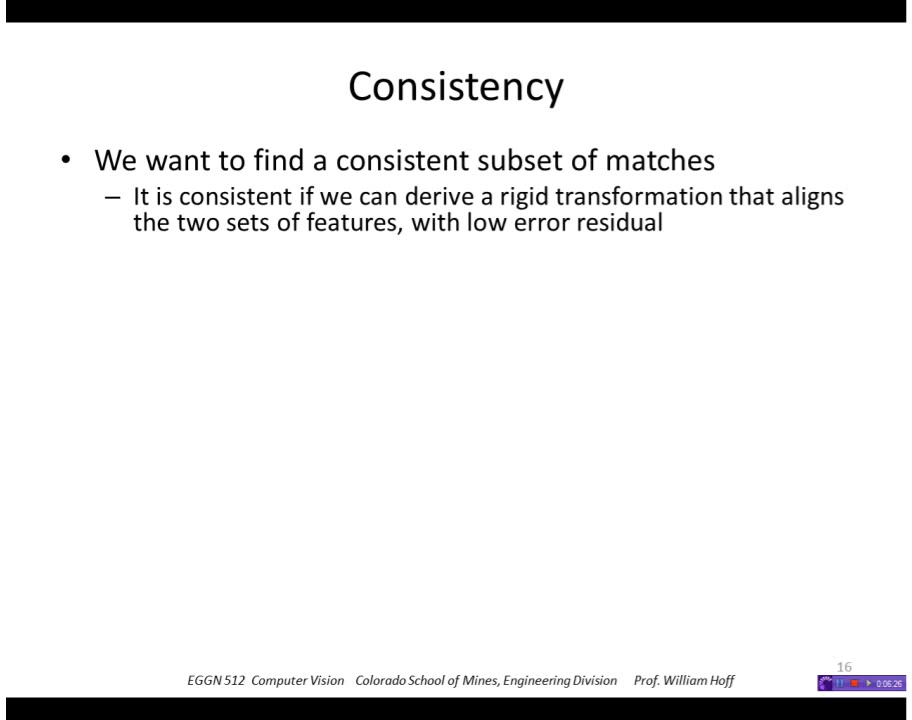 Consistency
• We want to find a consistent subset of matches
– It is consistent if we can derive a rigid transformation that aligns
the two sets of features, with low error residual
16
EGGN 512 Computer Vision Colorado School of Mines, Engineering Division Prof. William Hoff
0:06:26